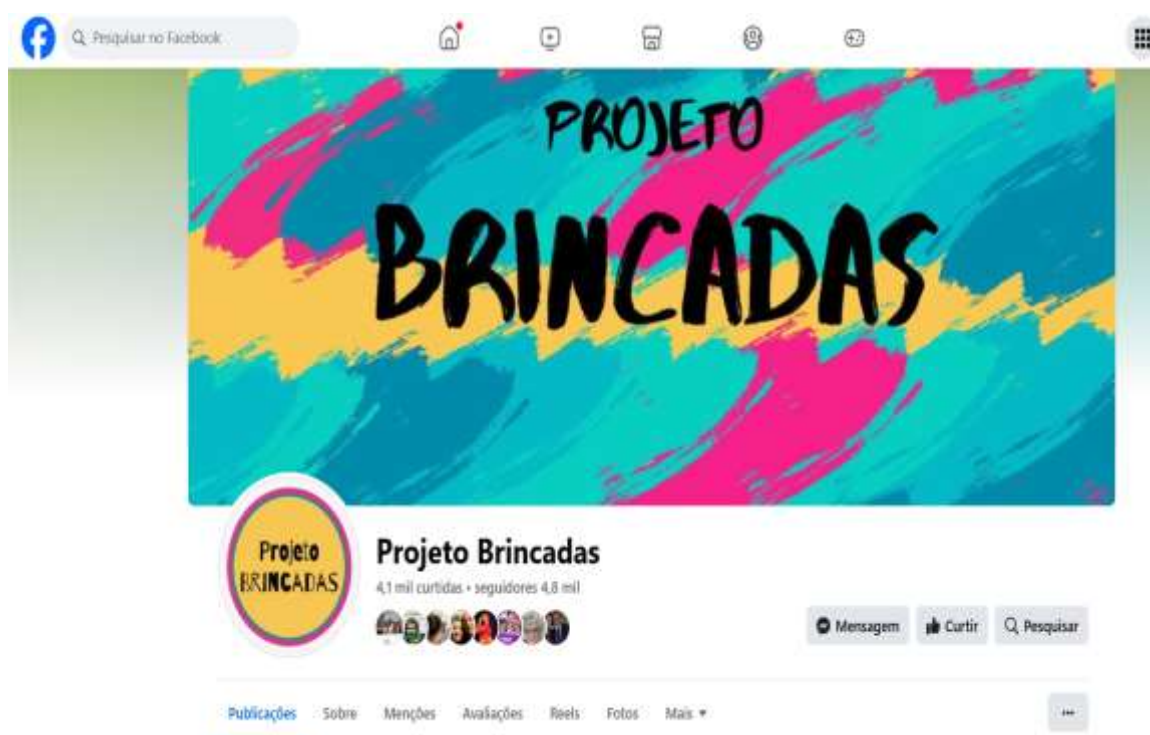 Pesquisar no Facebook
PROJETO
BRINCADAS
Projeto
BRINCADAS
Projeto Brincadas
4,1 mil curtidas • seguidores 4,8 mil
Mensagem
Curtir
Pesquisar
Publicações
Sobre
Menções
Avaliações
Reels
Fotos
Mais